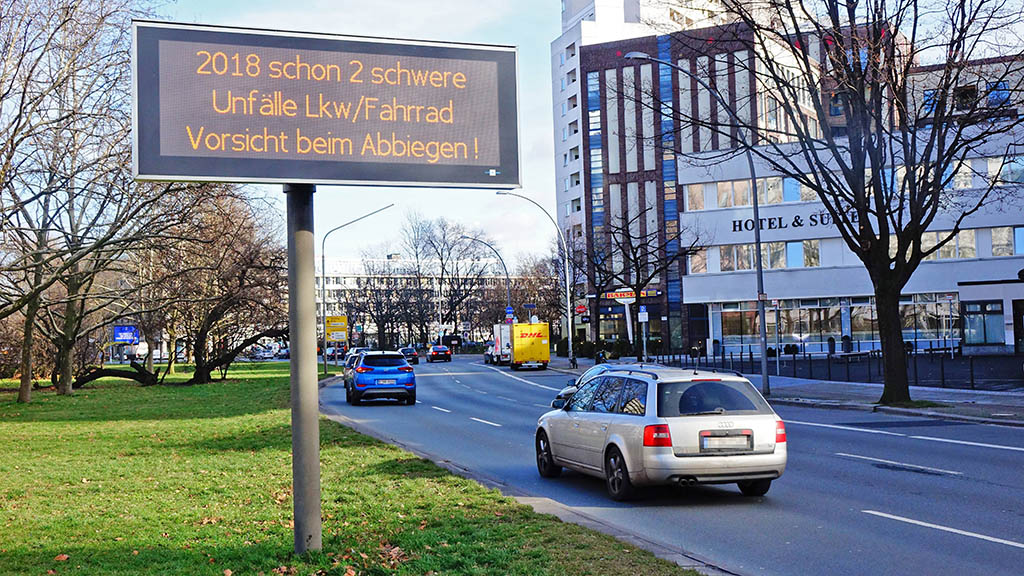 2018 schon 2 schwere
Unfälle Lkw/Fahrrad
Vorsicht beim Abbiegen !
HOTEL &
DHL